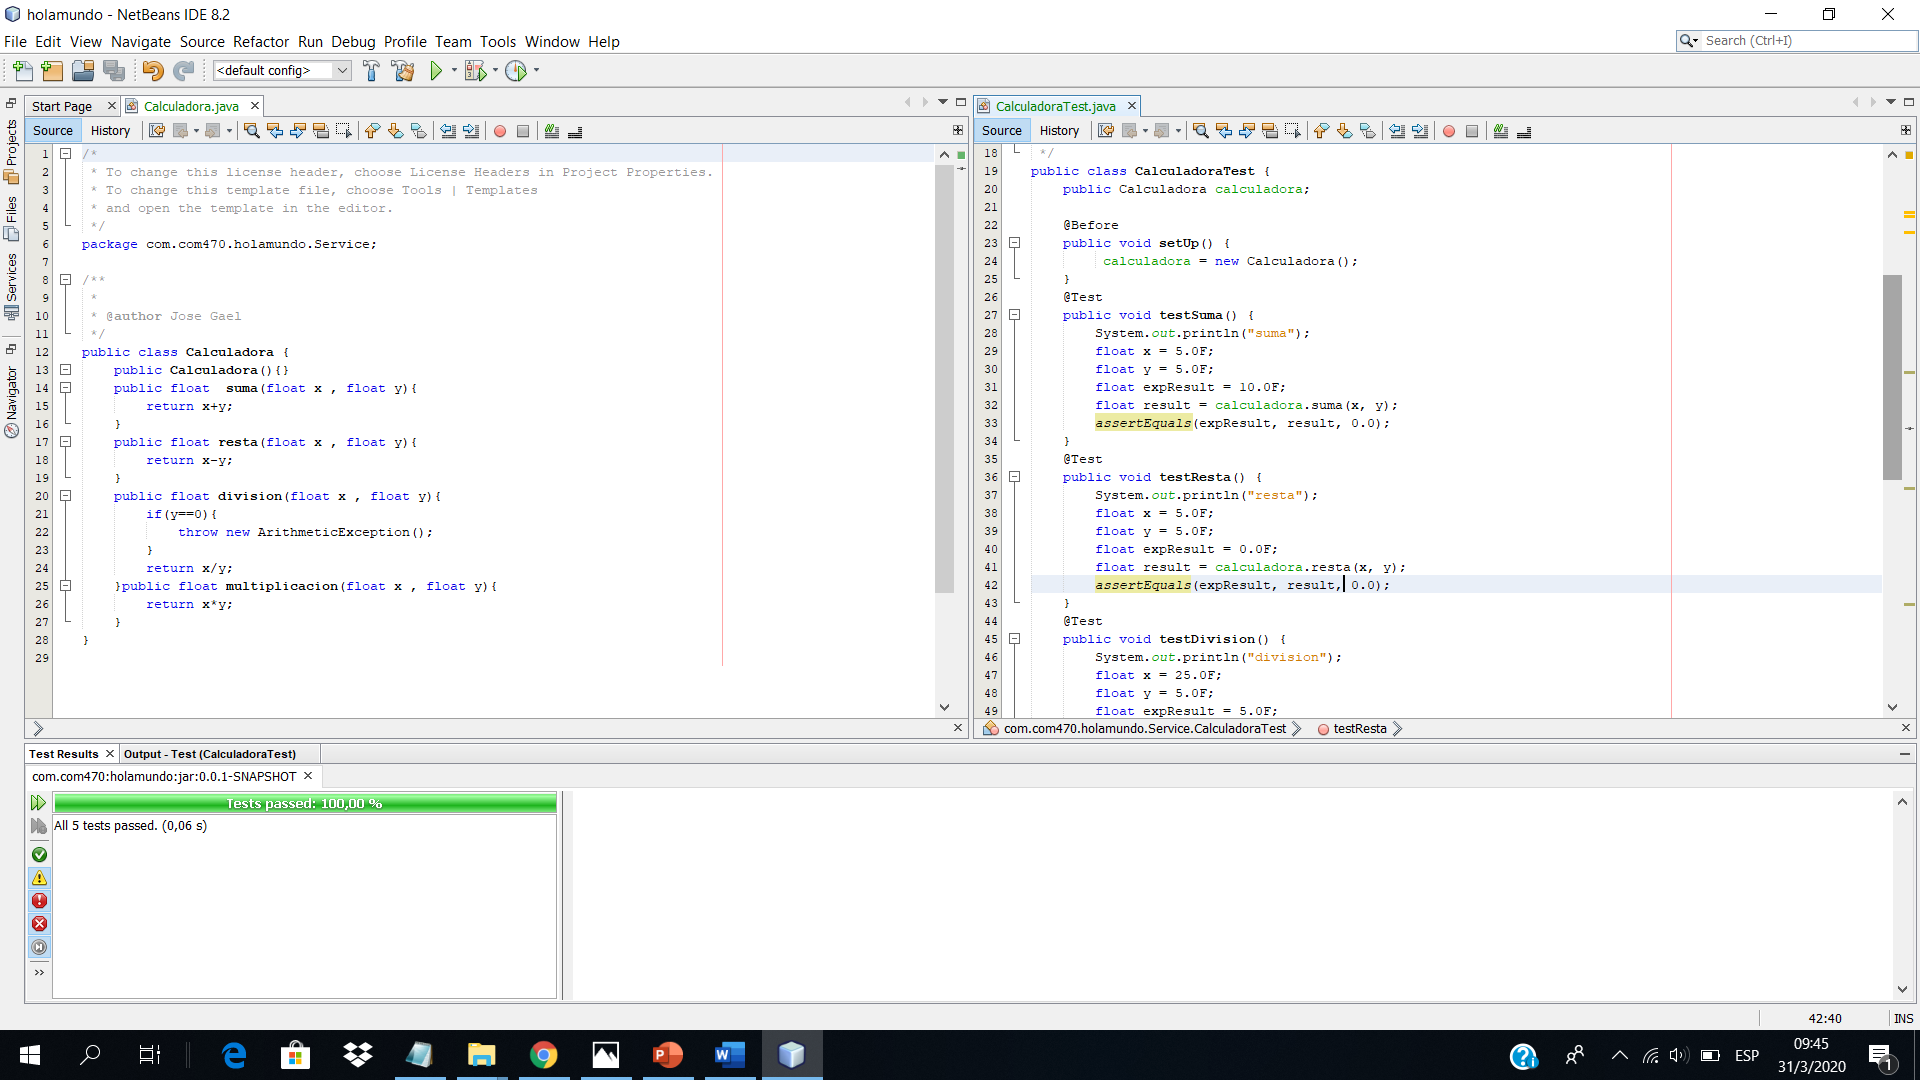 holamundo - NetBeans IDE 8.2
File Edit View Navigate Source Refactor Run Debug Profile Team Tools Window Help
Search (Ctrl+I)
<default config>
Start Page
Calculadora.java
Source History
Projects
Files
Services
Navigator
1 /*
2 * To change this license header, choose License Headers in Project Properties.
3 * To change this template file, choose Tools | Templates
4 * and open the template in the editor.
5 */
6 package com.com470.holamundo.Service;
7
8 /**
9 *
10 * @author Jose Gael
11 */
12 public class Calculadora {
13 public Calculadora(){}
14 public float  suma(float x , float y){
15 return x+y;
16 }
17 public float resta(float x , float y){
18 return x-y;
19 }
20 public float division(float x , float y){
21 if(y==0){
22 throw new ArithmeticException();
23 }
24 return x/y;
25 }public float multiplicacion(float x , float y){
26 return x*y;
27 }
28 }
29
CalculadoraTest.java
Source History
18 */
19 public class CalculadoraTest {
20 public Calculadora calculadora;
21
22 @Before
23 public void setUp() {
24 calculadora = new Calculadora();
25 }
26 @Test
27 public void testSuma() {
28 System.out.println("suma");
29 float x = 5.0F;
30 float y = 5.0F;
31 float expResult = 10.0F;
32 float result = calculadora.suma(x, y);
33 assertEquals(expResult, result, 0.0);
34 }
35 @Test
36 public void testResta() {
37 System.out.println("resta");
38 float x = 5.0F;
39 float y = 5.0F;
40 float expResult = 0.0F;
41 float result = calculadora.resta(x, y);
42 assertEquals(expResult, result, 0.0);
43 }
44 @Test
45 public void testDivision() {
46 System.out.println("division");
47 float x = 25.0F;
48 float y = 5.0F;
49 float expResult = 5.0F;
com.com470.holamundo.Service.CalculadoraTest testResta
Test Results Output - Test (CalculadoraTest)
com.com470:holamundo:jar:0.0.1-SNAPSHOT
Tests passed: 100,00 %
All 5 tests passed. (0,06 s)
42:40 INS
ESP
09:45
31/3/2020
1